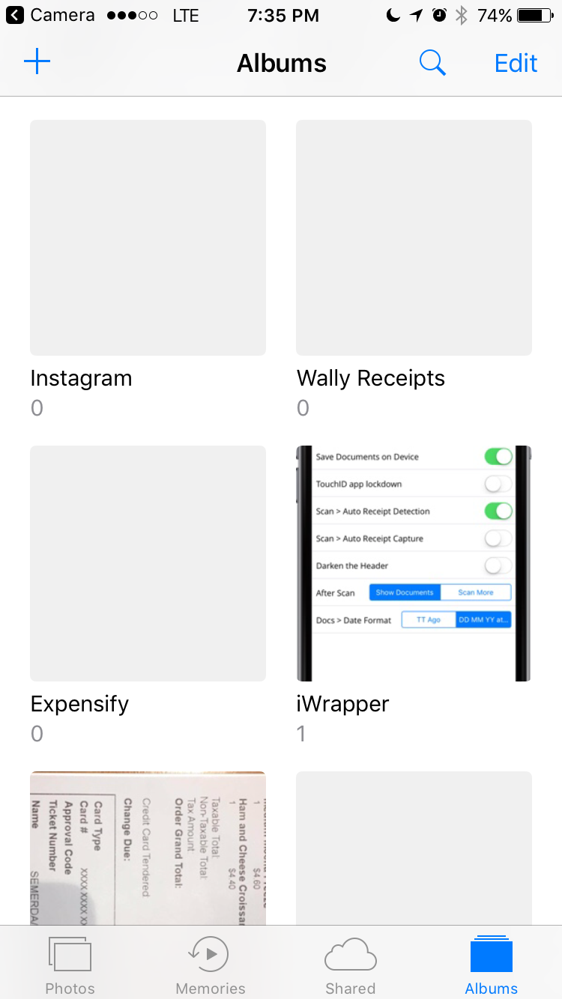 Camera LTE 7:35 PM 74%
Albums Edit
Instagram
0
Wally Receipts
0
Save Documents on Device
TouchID app lockdown
Scan > Auto Receipt Detection
Scan > Auto Receipt Capture
Darken the Header
After Scan Show Documents Scan More
Docs > Date Format TT Ago DD MM YY at...
Expensify
0
iWrapper
1
1 $4.60
Ham and Cheese Croissan
1 $4.40
Taxable Total:
Non-Taxable Total:
Tax Amount:
Order Grand Total:
Credit Card Tendered
Change Due:
Card Type
Card # XXXX XXXX XX
Approval Code
Ticket Number
Name SEMERDA/
Photos Memories Shared Albums